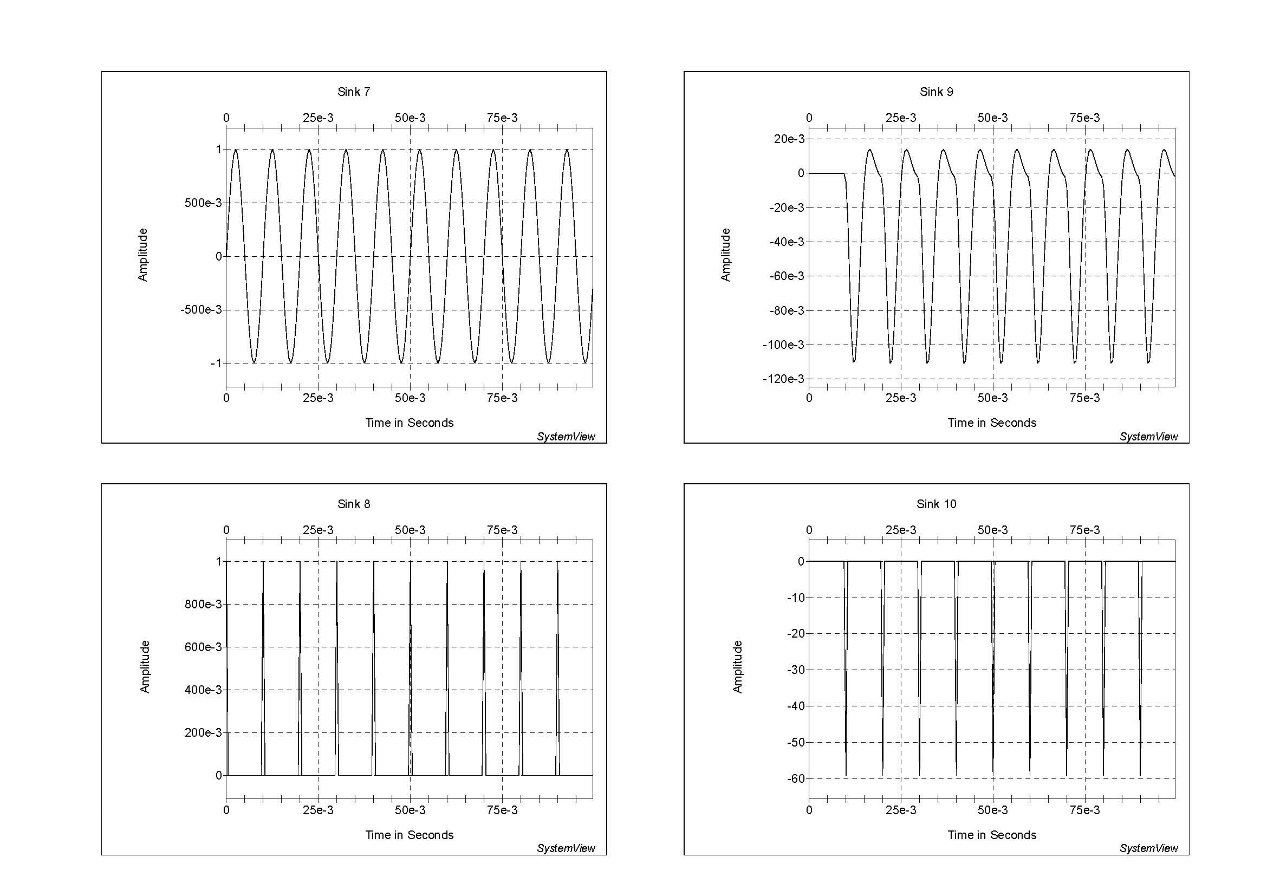 Sink 7
0 25e-3 50e-3 75e-3
1
500e-3
0
-500e-3
-1
Amplitude
0 25e-3 50e-3 75e-3
Time in Seconds
SystemView
Sink 9
0 25e-3 50e-3 75e-3
20e-3
0
-20e-3
-40e-3
-60e-3
-80e-3
-100e-3
-120e-3
Amplitude
0 25e-3 50e-3 75e-3
Time in Seconds
SystemView
Sink 8
0 25e-3 50e-3 75e-3
1
800e-3
600e-3
400e-3
200e-3
0
Amplitude
0 25e-3 50e-3 75e-3
Time in Seconds
SystemView
Sink 10
0 25e-3 50e-3 75e-3
0
-10
-20
-30
-40
-50
-60
Amplitude
0 25e-3 50e-3 75e-3
Time in Seconds
SystemView